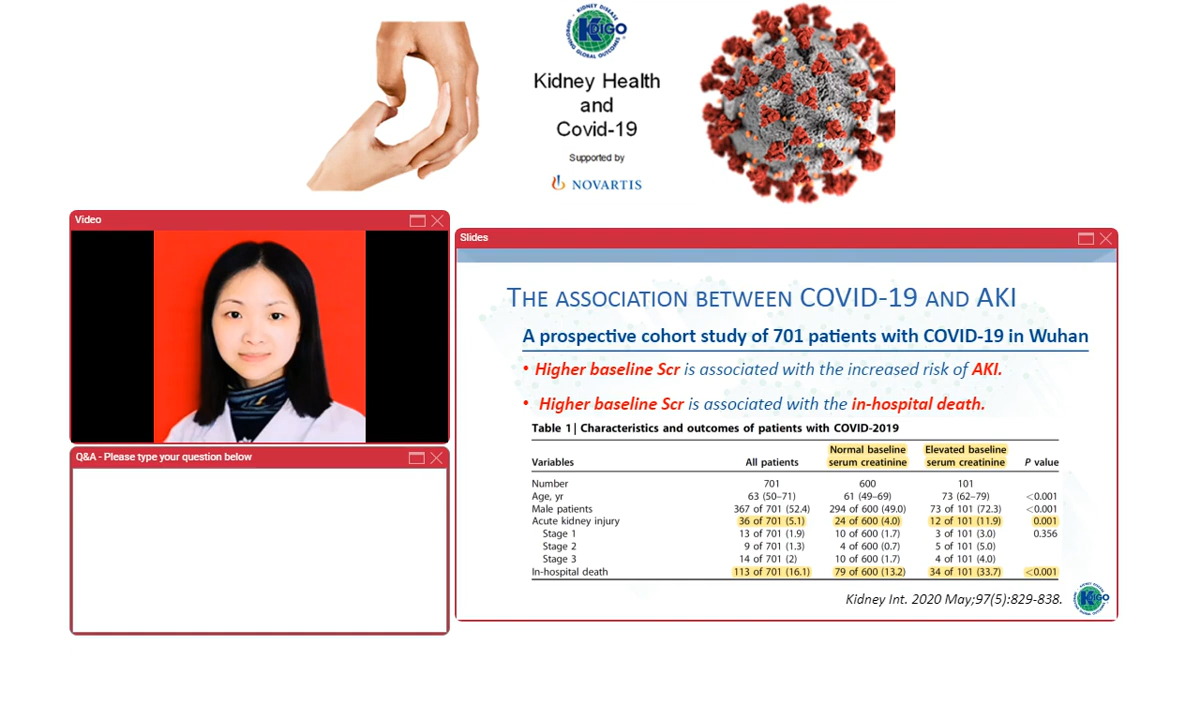 KIDNEY DISEASE
KDIGO
IMPROVING GLOBAL OUTCOMES
Kidney Health
and
Covid-19
Supported by
NOVARTIS
Video
Q&A - Please type your question below
Slides
THE ASSOCIATION BETWEEN COVID-19 AND AKI
A prospective cohort study of 701 patients with COVID-19 in Wuhan
• Higher baseline Scr is associated with the increased risk of AKI.
• Higher baseline Scr is associated with the in-hospital death.
Table 1 | Characteristics and outcomes of patients with COVID-2019
Variables All patients Normal baseline serum creatinine Elevated baseline serum creatinine P value
Number 701 600 101
Age, yr 63 (50–71) 61 (49–69) 73 (62–79) <0.001
Male patients 367 of 701 (52.4) 294 of 600 (49.0) 73 of 101 (72.3) <0.001
Acute kidney injury 36 of 701 (5.1) 24 of 600 (4.0) 12 of 101 (11.9) 0.001
Stage 1 13 of 701 (1.9) 10 of 600 (1.7) 3 of 101 (3.0) 0.356
Stage 2 9 of 701 (1.3) 4 of 600 (0.7) 5 of 101 (5.0)
Stage 3 14 of 701 (2) 10 of 600 (1.7) 4 of 101 (4.0)
In-hospital death 113 of 701 (16.1) 79 of 600 (13.2) 34 of 101 (33.7) <0.001
Kidney Int. 2020 May;97(5):829-838.
KDIGO